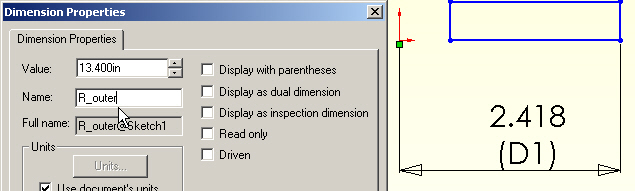 Dimension Properties
Dimension Properties
Value: 13.400in
Name: R_outer
Full name: R_outer@Sketch1
Units
Units...
Use document's units
Display with parentheses
Display as dual dimension
Display as inspection dimension
Read only
Driven
2.418
(D1)